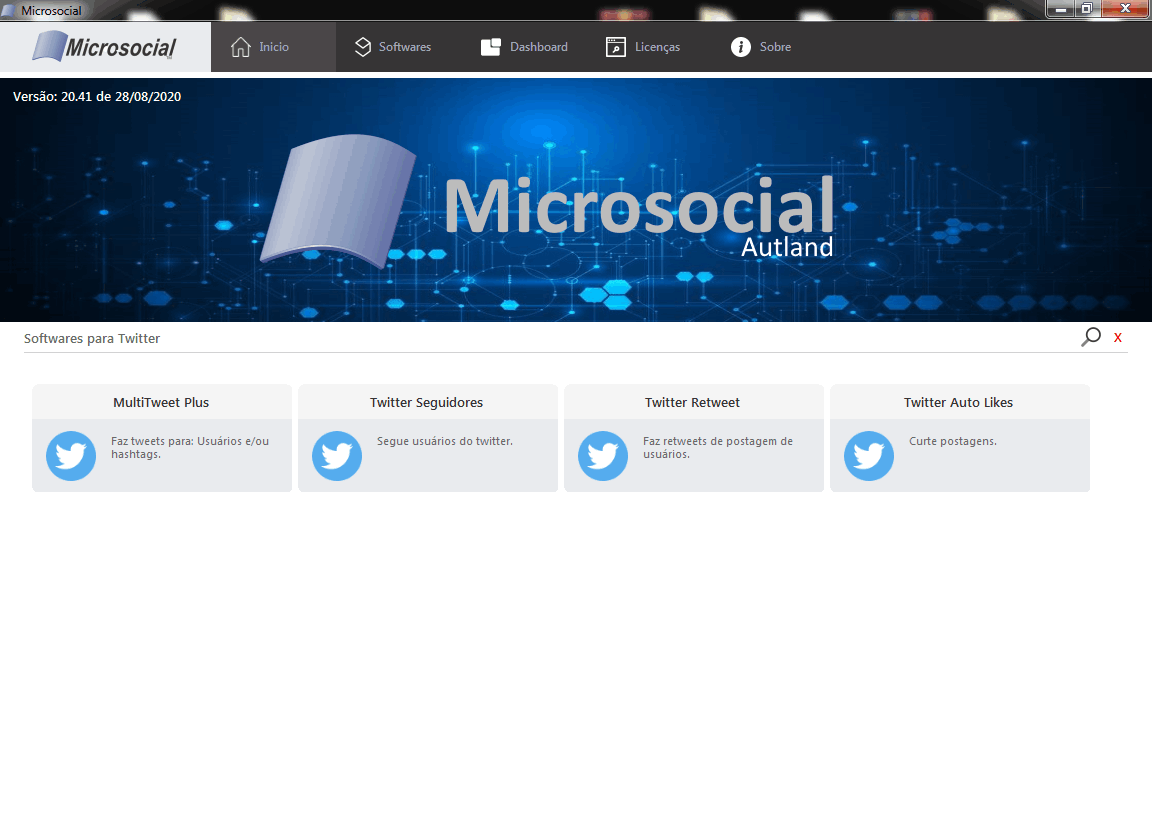 Microsocial
Microsocial
Inicio
Softwares
Dashboard
Licenças
Sobre
Versão: 20.41 de 28/08/2020
Microsocial
Autland
Softwares para Twitter
X
MultiTweet Plus
Faz tweets para: Usuários e/ou
hashtags.
Twitter Seguidores
Segue usuários do twitter.
Twitter Retweet
Faz retweets de postagem de
usuários.
Twitter Auto Likes
Curte postagens.